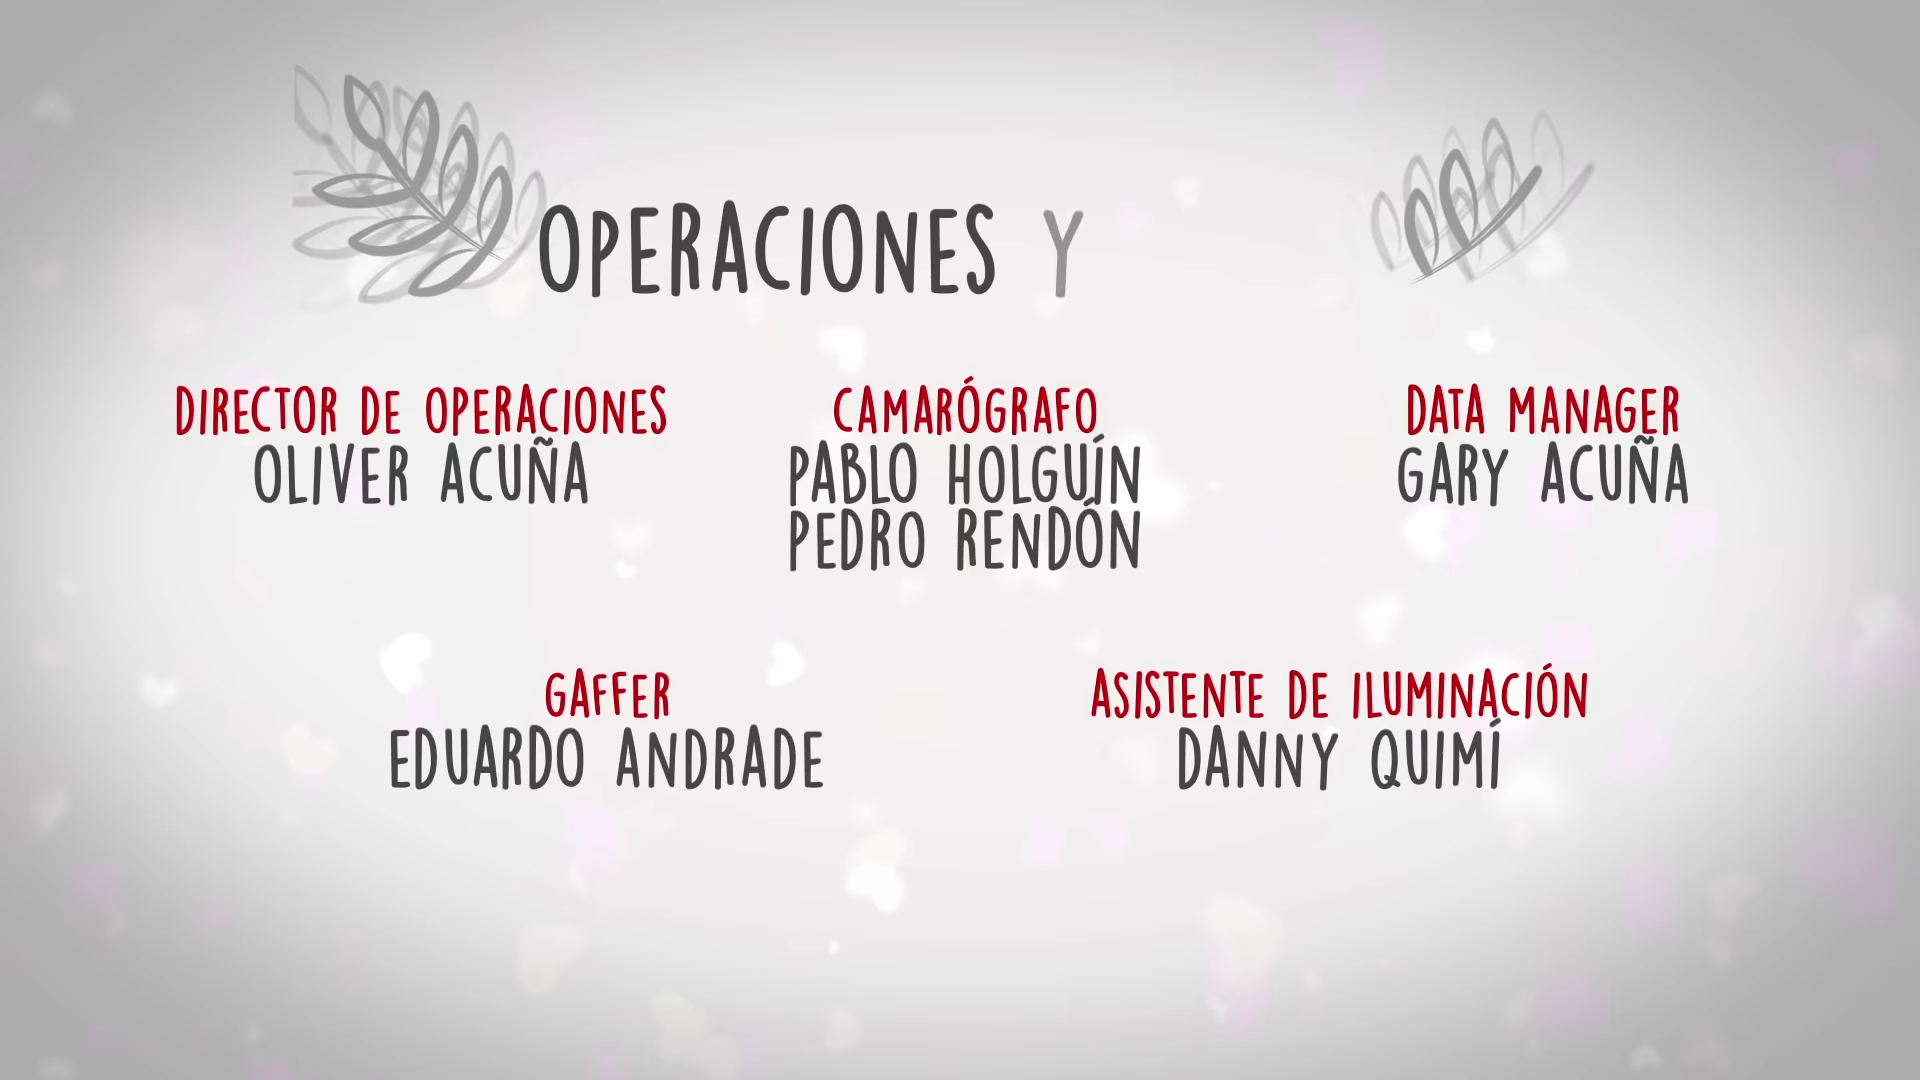 OPERACIONES Y
DIRECTOR DE OPERACIONES
OLIVER ACUÑA
CAMARÓGRAFO
PABLO HOLGUÍN
PEDRO RENDÓN
DATA MANAGER
GARY ACUÑA
GAFFER
EDUARDO ANDRADE
ASISTENTE DE ILUMINACIÓN
DANNY QUIMÍ